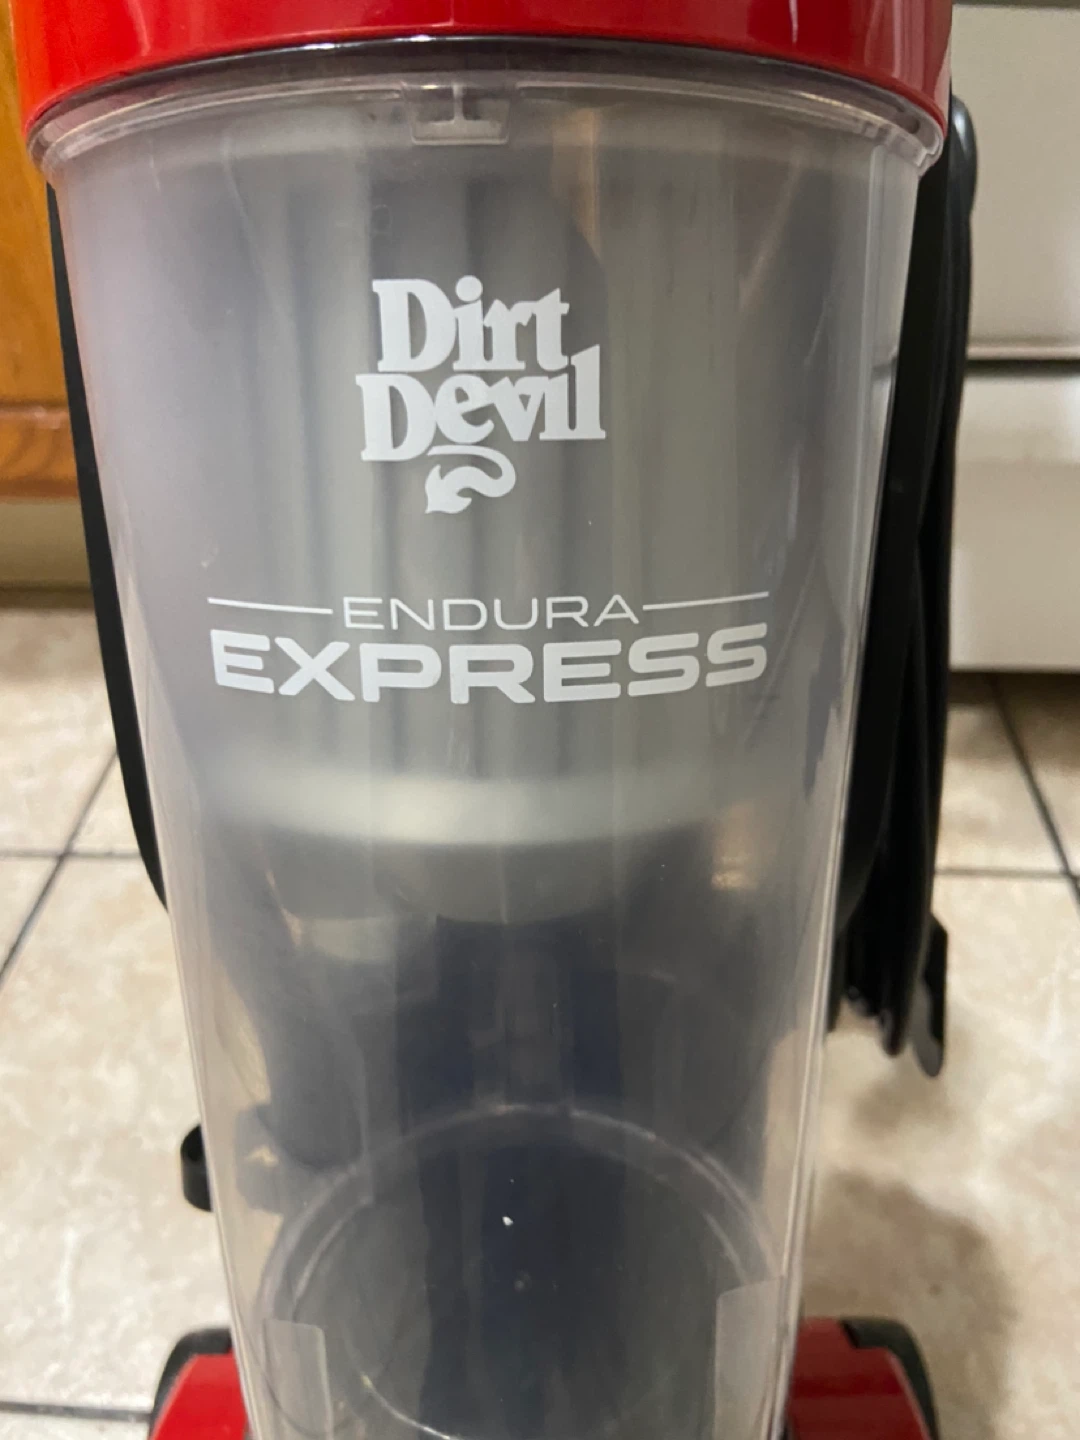 Dirt
Devil
ENDURA
EXPRESS